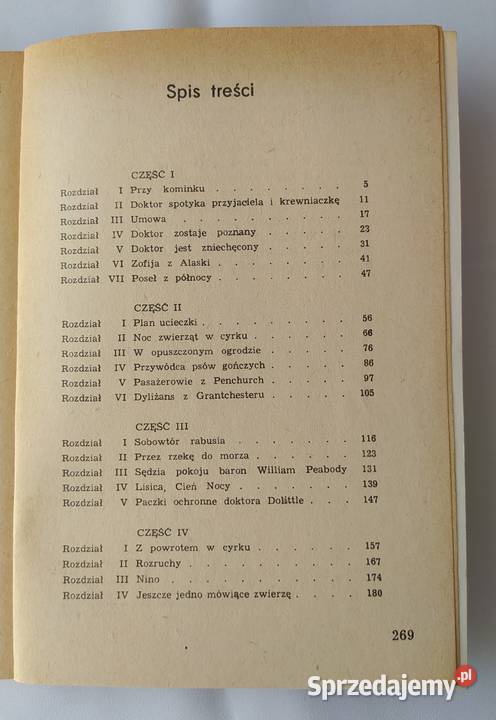 Spis treści
CZĘŚĆ I
Rozdział I Przy kominku . . . . . . . . 5
Rozdział II Doktor spotyka przyjaciela i krewniaczkę 11
Rozdział III Umowa . . . . . . . . . 17
Rozdział IV Doktor zostaje poznany . . . . . 23
Rozdział V Doktor jest zniechęcony . . . . . 31
Rozdział VI Zofija z Alaski . . . . . . . 41
Rozdział VII Poseł z północy . . . . . . . 47
CZĘŚĆ II
Rozdział I Plan ucieczki . . . . . . . . 56
Rozdział II Noc zwierząt w cyrku . . . . . 66
Rozdział III W opuszczonym ogrodzie . . . . . 76
Rozdział IV Przywódca psów gończych . . . . . 86
Rozdział V Pasażerowie z Penchurch . . . . . 97
Rozdział VI Dyliżans z Grantchesteru . . . . . 105
CZĘŚĆ III
Rozdział I Sobowtór rabusia . . . . . . . 116
Rozdział II Przez rzekę do morza . . . . . 123
Rozdział III Sędzia pokoju baron William Peabody 131
Rozdział IV Lisica, Cień Nocy . . . . . . 139
Rozdział V Paczki ochronne doktora Dolittle . . . 147
CZĘŚĆ IV
Rozdział I Z powrotem w cyrku . . . . . . 157
Rozdział II Rozruchy . . . . . . . . . 167
Rozdział III Nino . . . . . . . . . . 174
Rozdział IV Jeszcze jedno mówiące zwierzę . . . . 180
269
Sprzedajemy.pl